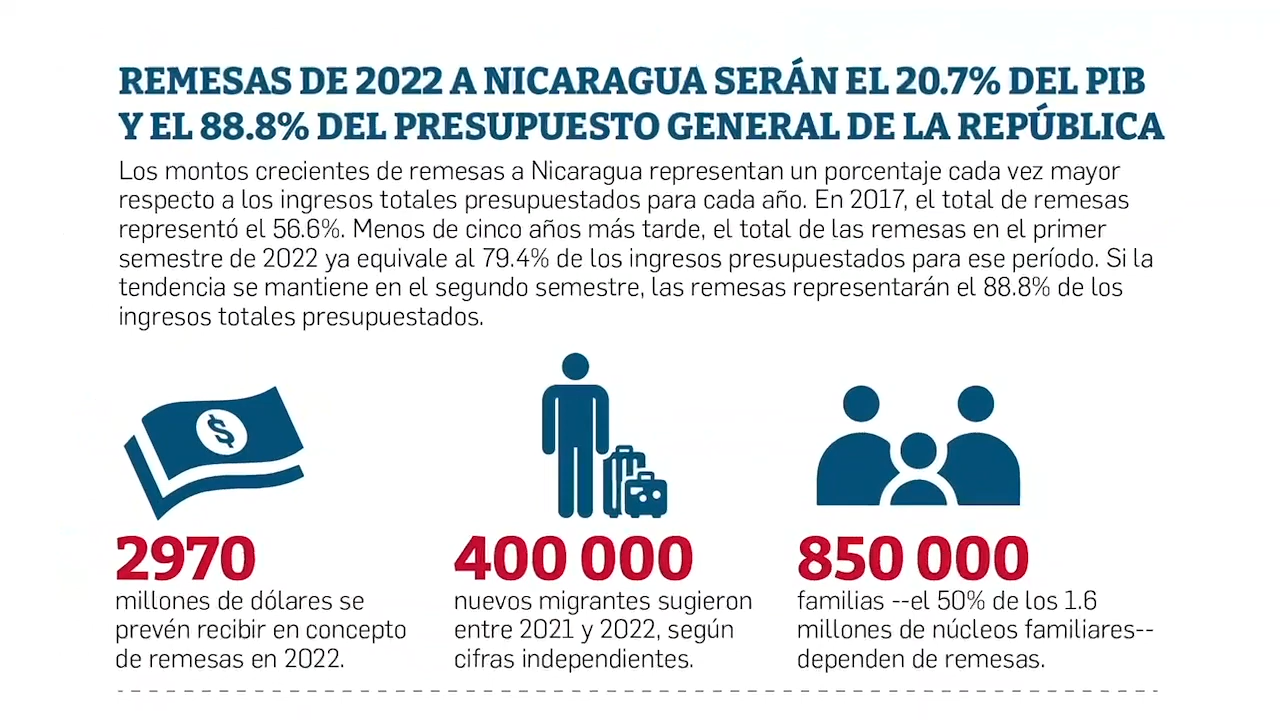 REMESAS DE 2022 A NICARAGUA SERÁN EL 20.7% DEL PIB
Y EL 88.8% DEL PRESUPUESTO GENERAL DE LA REPÚBLICA
Los montos crecientes de remesas a Nicaragua representan un porcentaje cada vez mayor
respecto a los ingresos totales presupuestados para cada año. En 2017, el total de remesas
representó el 56.6%. Menos de cinco años más tarde, el total de las remesas en el primer
semestre de 2022 ya equivale al 79.4% de los ingresos presupuestados para ese período. Si la
tendencia se mantiene en el segundo semestre, las remesas representarán el 88.8% de los
ingresos totales presupuestados.
$
2970
millones de dólares se
prevén recibir en concepto
de remesas en 2022.
400 000
nuevos migrantes sugieron
entre 2021 y 2022, según
cifras independientes.
850 000
familias --el 50% de los 1.6
millones de núcleos familiares--
dependen de remesas.